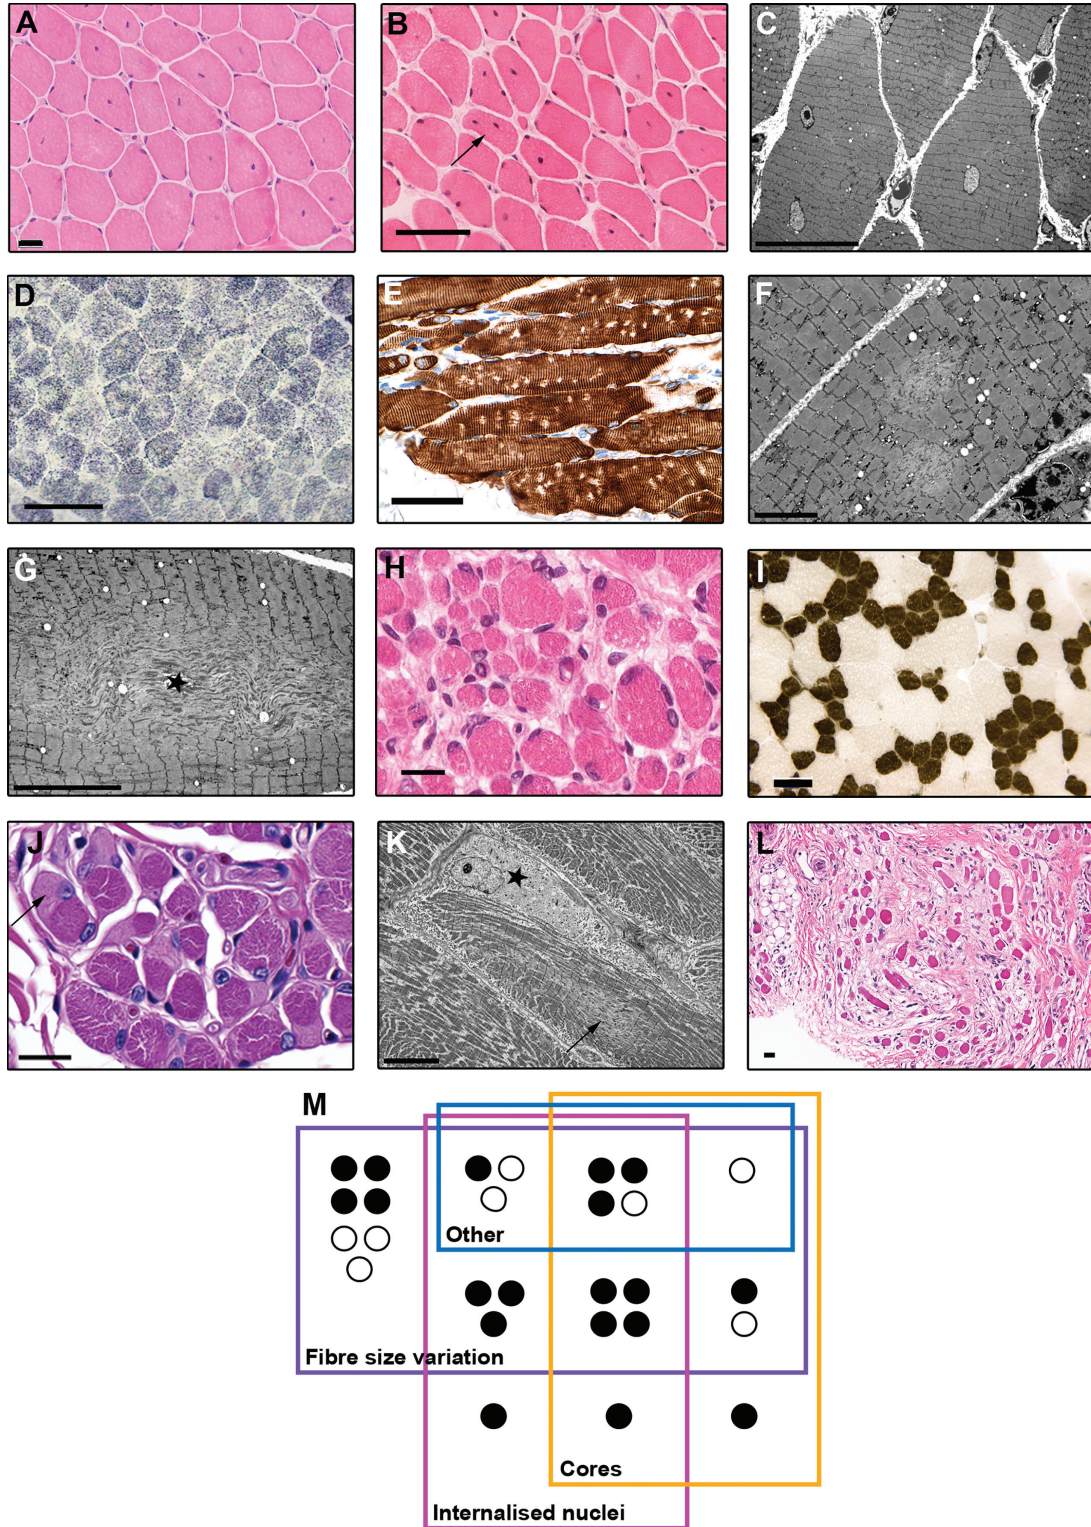 A
B
C
D
E
F
G
H
I
J
K
L
M
Other
Fibre size variation
Cores
Internalised nuclei